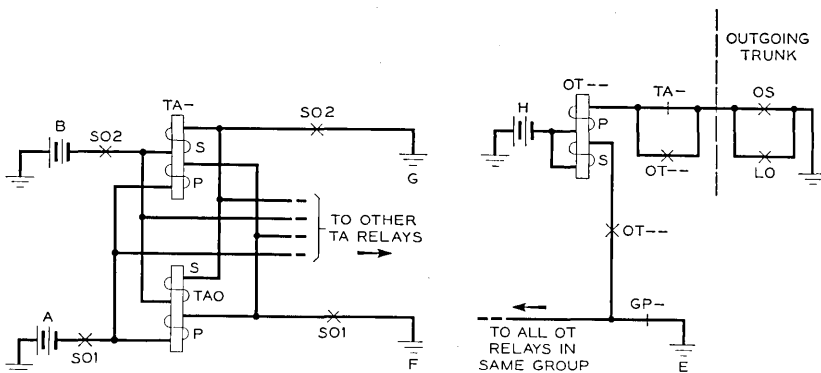 OUTGOING
TRUNK
OT--
TA-
OS
TA-
H
P
SO2
B
SO2
S
S
P
OT--
LO
G
TO OTHER
TA RELAYS
OT--
S
TAO
GP-
A
P
SO1
SO1
F
TO ALL OT
RELAYS IN
SAME GROUP
E